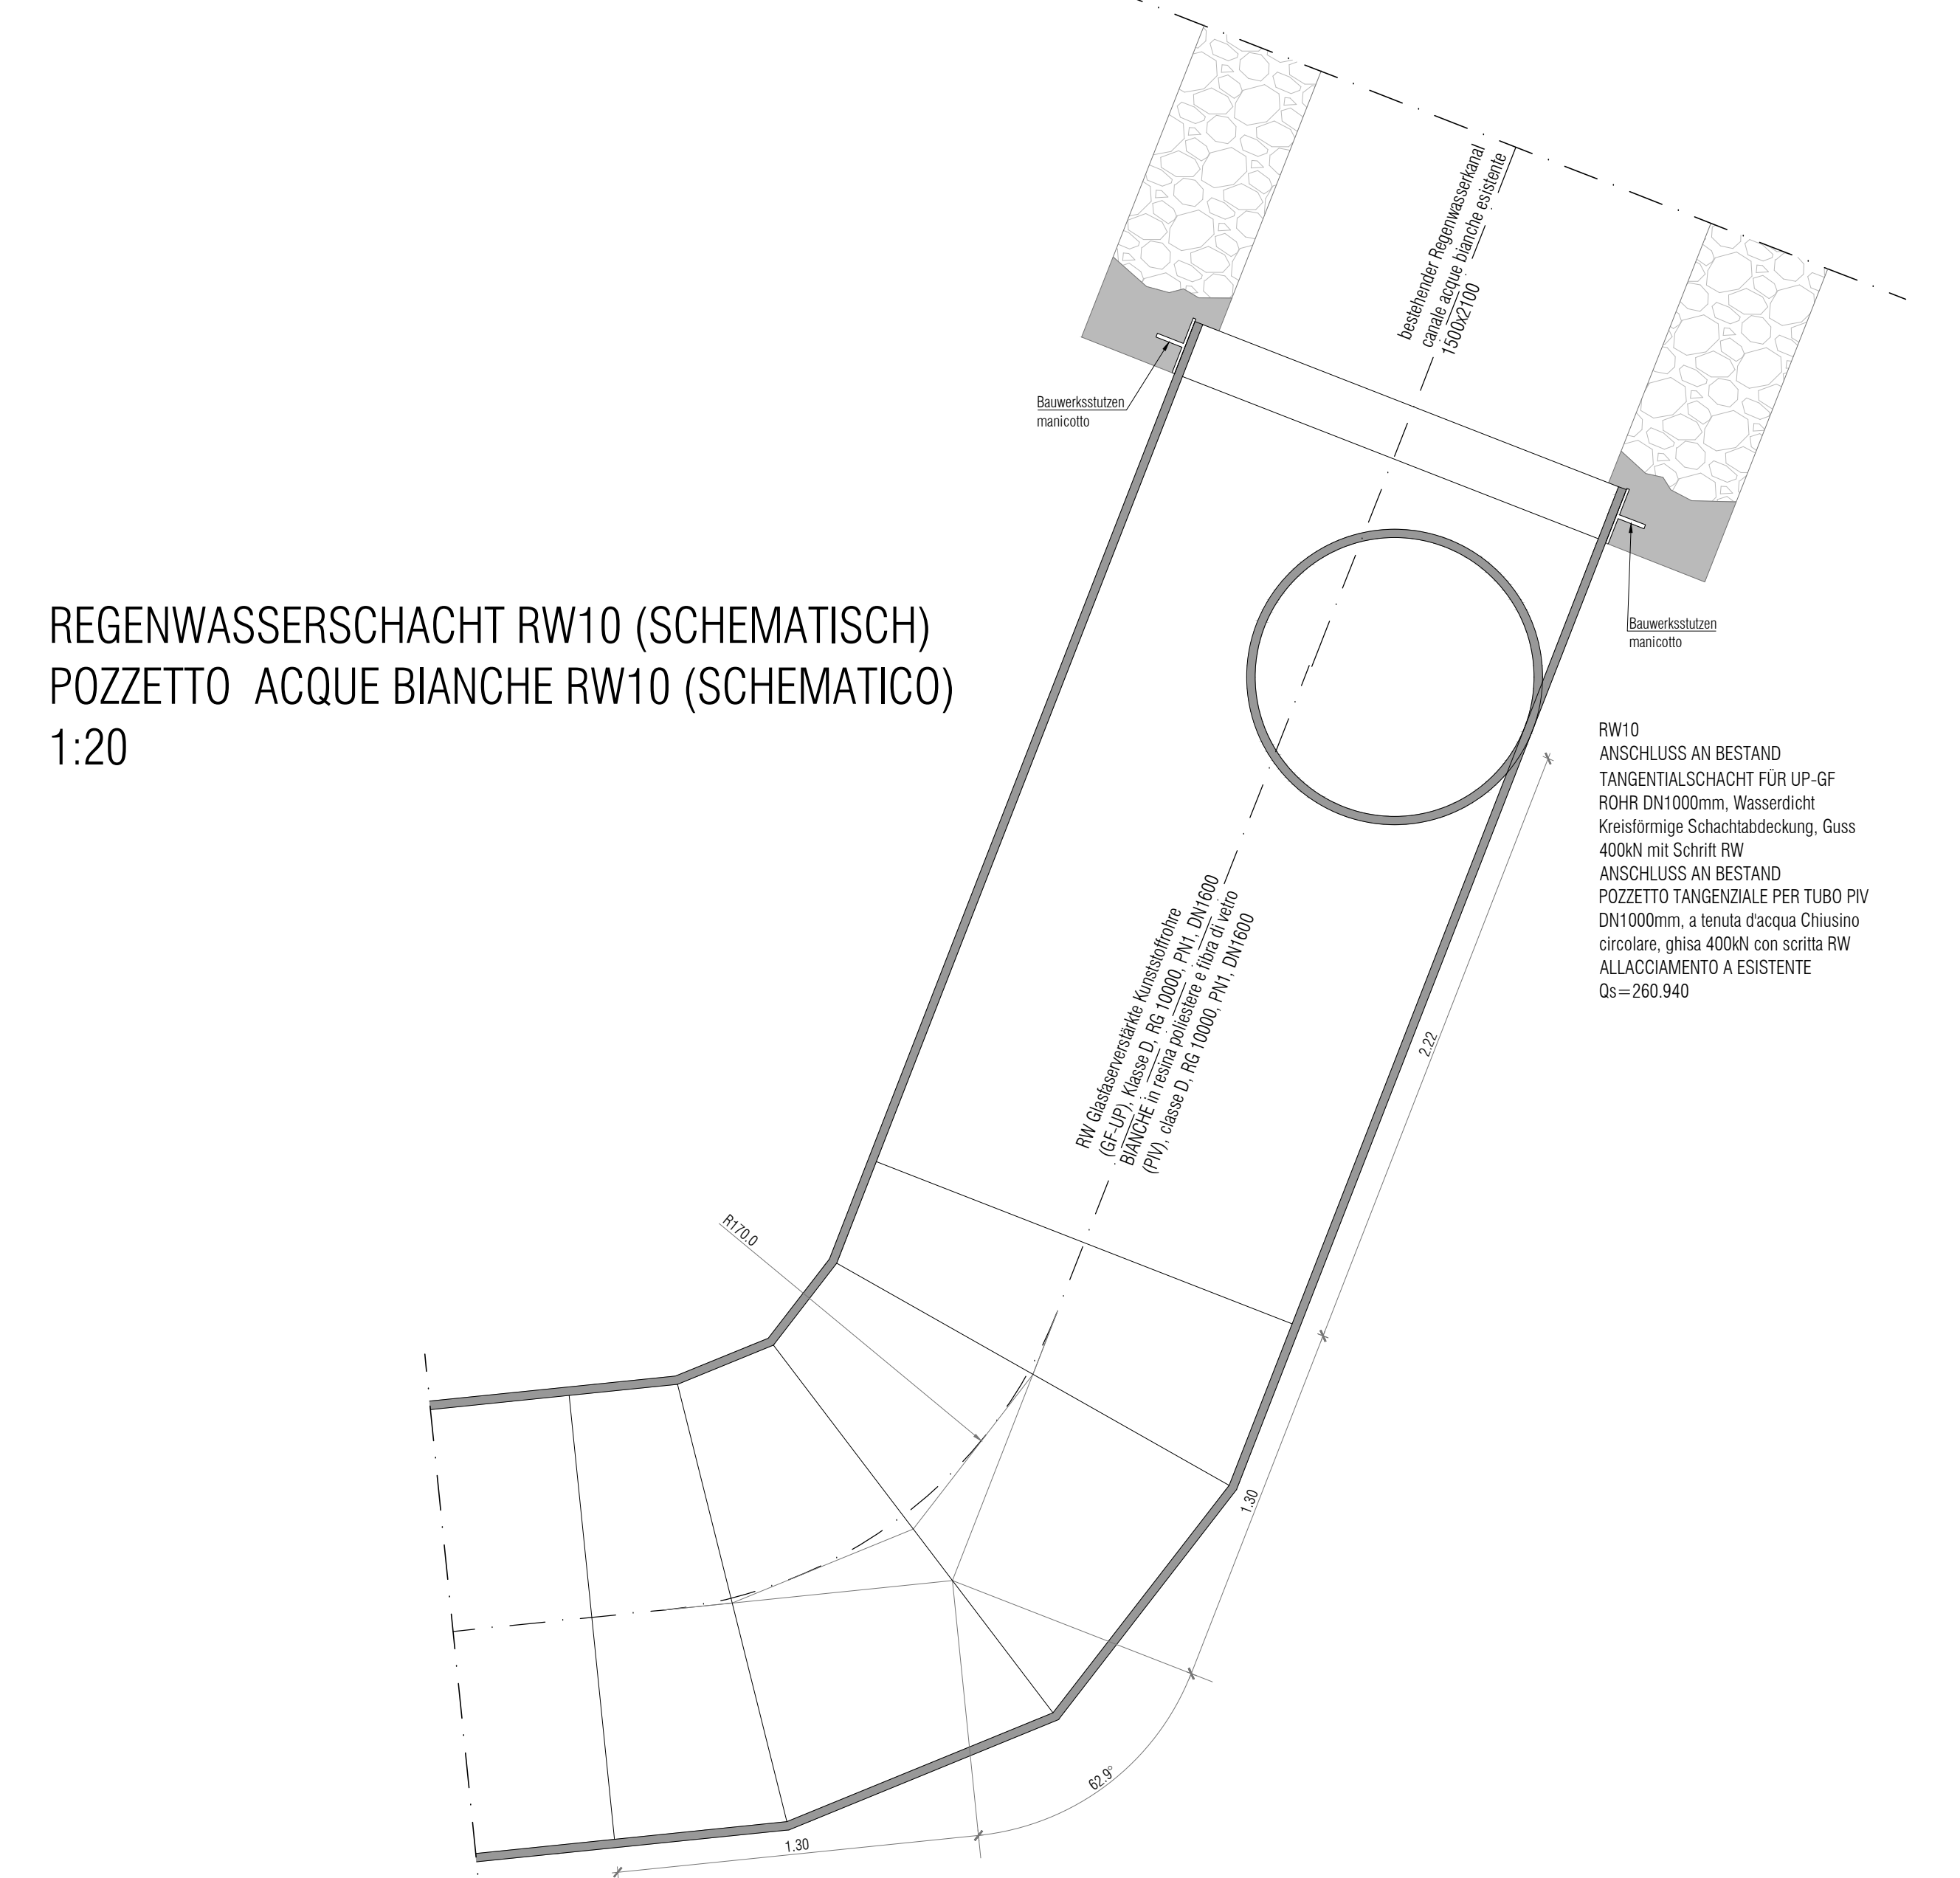 bestehender Regenwasserkanal
canale acque bianche esistente
1500x2100
Bauwerksstutzen
manicotto
Bauwerksstutzen
manicotto
REGENWASSERSCHACHT RW10 (SCHEMATISCH)
POZZETTO  ACQUE BIANCHE RW10 (SCHEMATICO)
1:20
RW10
ANSCHLUSS AN BESTAND
TANGENTIALSCHACHT FÜR UP-GF
ROHR DN1000mm, Wasserdicht
Kreisförmige Schachtabdeckung, Guss
400kN mit Schrift RW
ANSCHLUSS AN BESTAND
POZZETTO TANGENZIALE PER TUBO PIV
DN1000mm, a tenuta d'acqua Chiusino
circolare, ghisa 400kN con scritta RW
ALLACCIAMENTO A ESISTENTE
Qs=260.940
RW Glasfaserverstärkte Kunststoffrohre
(GF-UP), Klasse D, RG 10000, PN1, DN1600
BIANCHE in resina poliestere e fibra di vetro
(PIV), classe D, RG 10000, PN1, DN1600
2.22
R170.0
1.30
62.9°
1.30